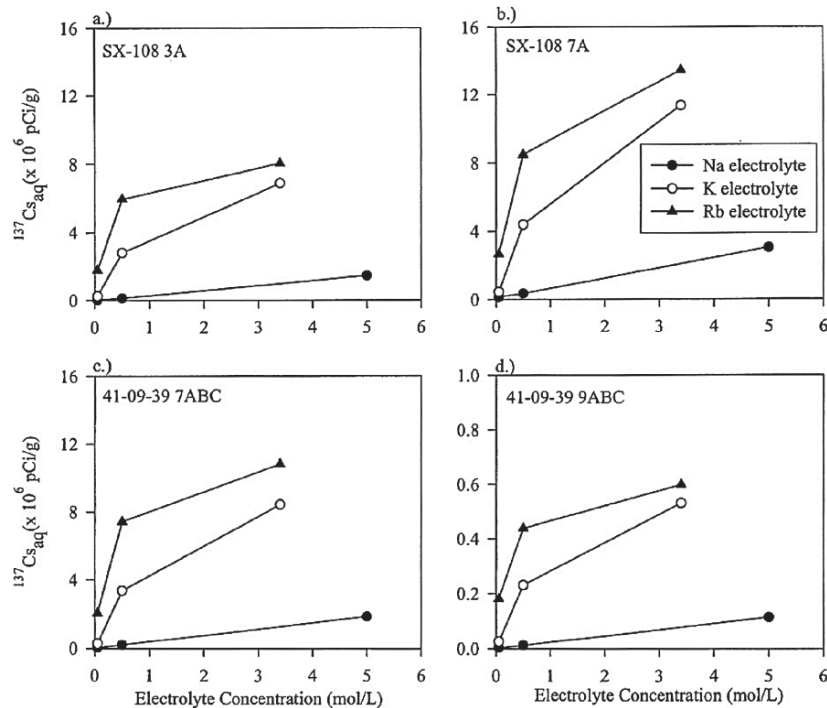 a.)
16
SX-108 3A
12
8
4
0
0 1 2 3 4 5 6
137Csaq(x 10^6 pCi/g)
b.)
16
SX-108 7A
12
8
4
0
0 1 2 3 4 5 6
Na electrolyte
K electrolyte
Rb electrolyte
c.)
16
41-09-39 7ABC
12
8
4
0
0 1 2 3 4 5 6
137Csaq(x 10^6 pCi/g)
Electrolyte Concentration (mol/L)
d.)
1.0
41-09-39 9ABC
0.8
0.6
0.4
0.2
0.0
0 1 2 3 4 5 6
Electrolyte Concentration (mol/L)